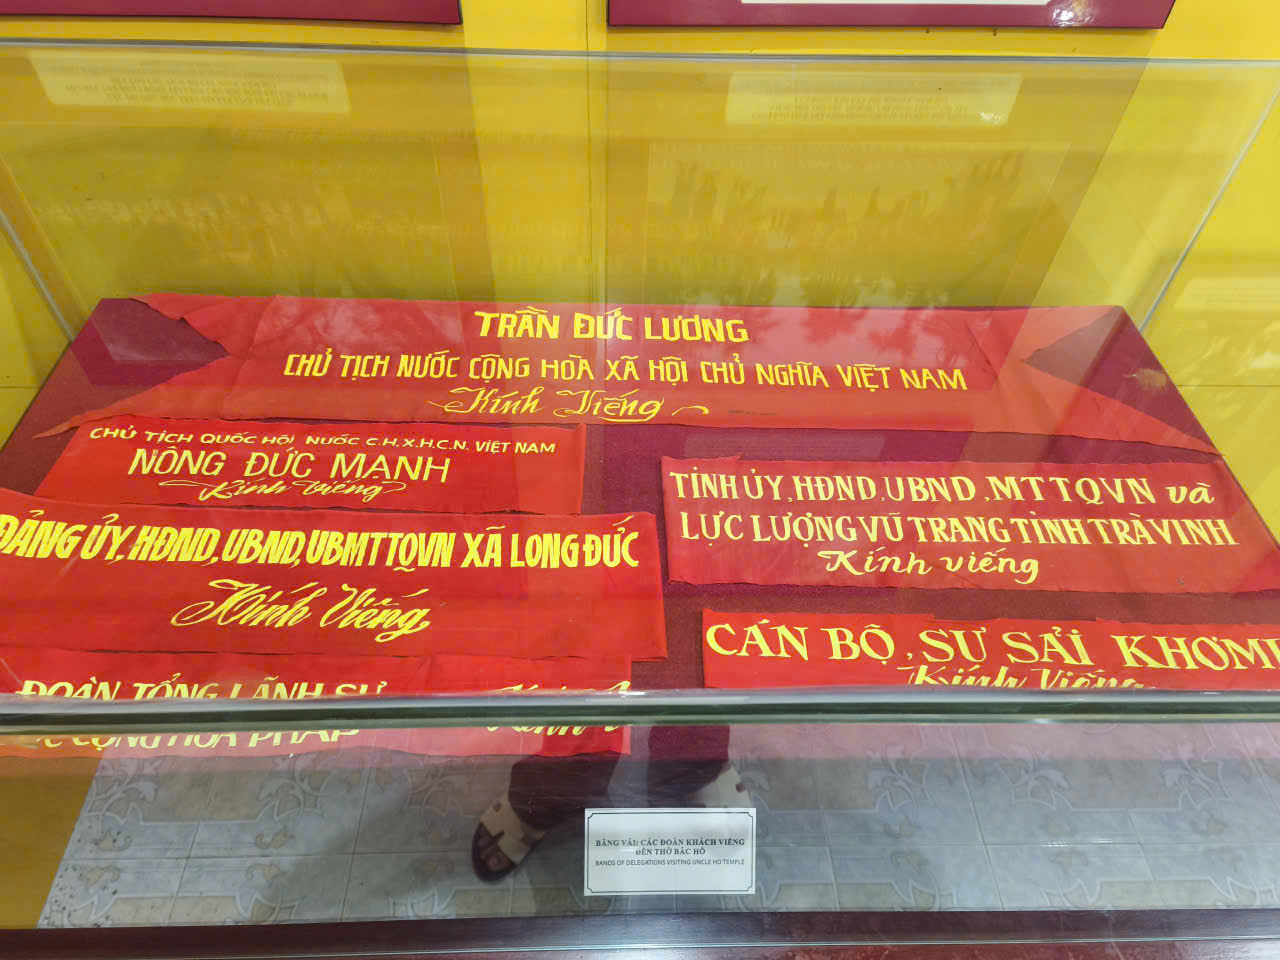 TRẦN ĐỨC LƯƠNG
CHỦ TỊCH NƯỚC CỘNG HÒA XÃ HỘI CHỦ NGHĨA VIỆT NAM
Kính Viếng
CHỦ TỊCH QUỐC HỘI NƯỚC C.H.X.H.C.N. VIỆT NAM
NÔNG ĐỨC MẠNH
Kính Viếng
TỈNH ỦY, HĐND, UBND, MTTQVN và
LỰC LƯỢNG VŨ TRANG TỈNH TRÀ VINH
Kính viếng
ĐẢNG ỦY, HĐND, UBND, UBMTTQVN XÃ LONG ĐỨC
Kính Viếng
CÁN BỘ, SƯ SẢI KHƠME
Kính Viếng
ĐOÀN TỔNG LÃNH SỰ
CỘNG HÒA PHÁP
Kính
BĂNG VẢI: CÁC ĐOÀN KHÁCH VIẾNG
ĐỀN THỜ BÁC HỒ
BANDS OF DELEGATIONS VISITING UNCLE HO TEMPLE